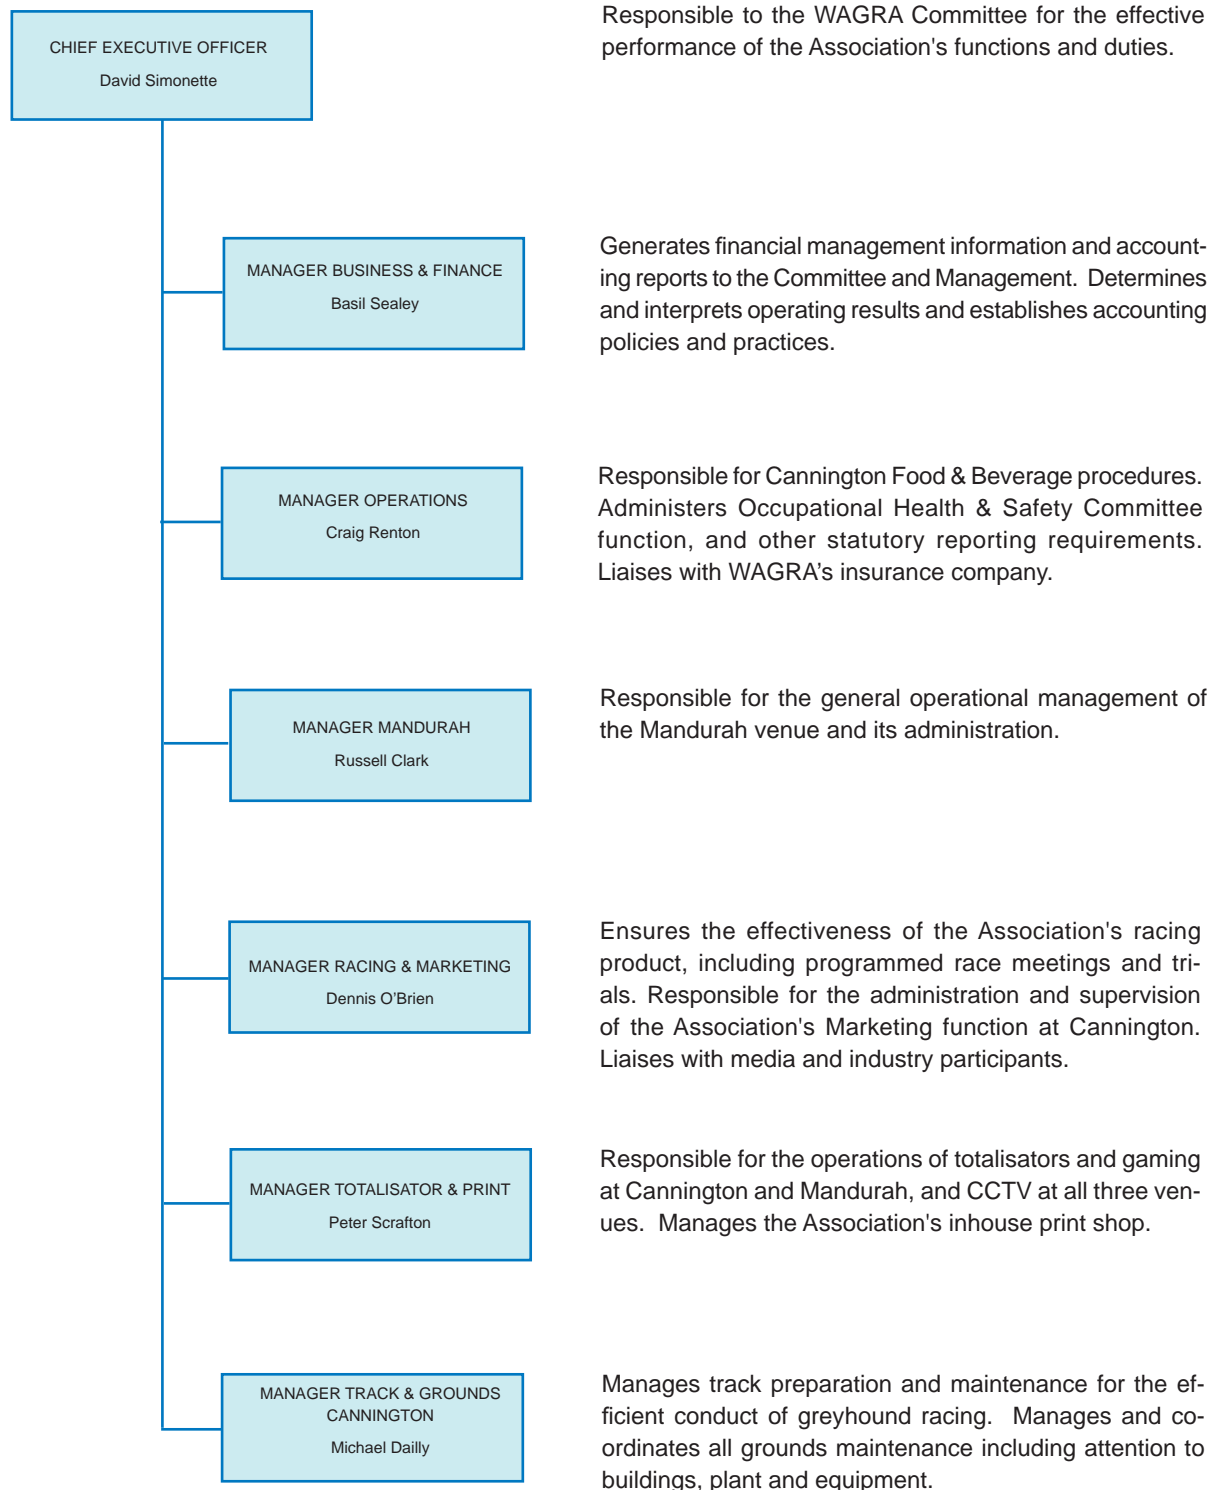 CHIEF EXECUTIVE OFFICER
David Simonette
Responsible to the WAGRA Committee for the effective
performance of the Association's functions and duties.
MANAGER BUSINESS & FINANCE
Basil Sealey
Generates financial management information and account-
ing reports to the Committee and Management.  Determines
and interprets operating results and establishes accounting
policies and practices.
MANAGER OPERATIONS
Craig Renton
Responsible for Cannington Food & Beverage procedures.
Administers Occupational Health & Safety Committee
function, and other statutory reporting requirements.
Liaises with WAGRA’s insurance company.
MANAGER MANDURAH
Russell Clark
Responsible for the general operational management of
the Mandurah venue and its administration.
MANAGER RACING & MARKETING
Dennis O’Brien
Ensures the effectiveness of the Association's racing
product, including programmed race meetings and tri-
als. Responsible for the administration and supervision
of the Association's Marketing function at Cannington.
Liaises with media and industry participants.
MANAGER TOTALISATOR & PRINT
Peter Scrafton
Responsible for the operations of totalisators and gaming
at Cannington and Mandurah, and CCTV at all three ven-
ues.  Manages the Association's inhouse print shop.
MANAGER TRACK & GROUNDS
CANNINGTON
Michael Dailly
Manages track preparation and maintenance for the ef-
ficient conduct of greyhound racing.  Manages and co-
ordinates all grounds maintenance including attention to
buildings, plant and equipment.